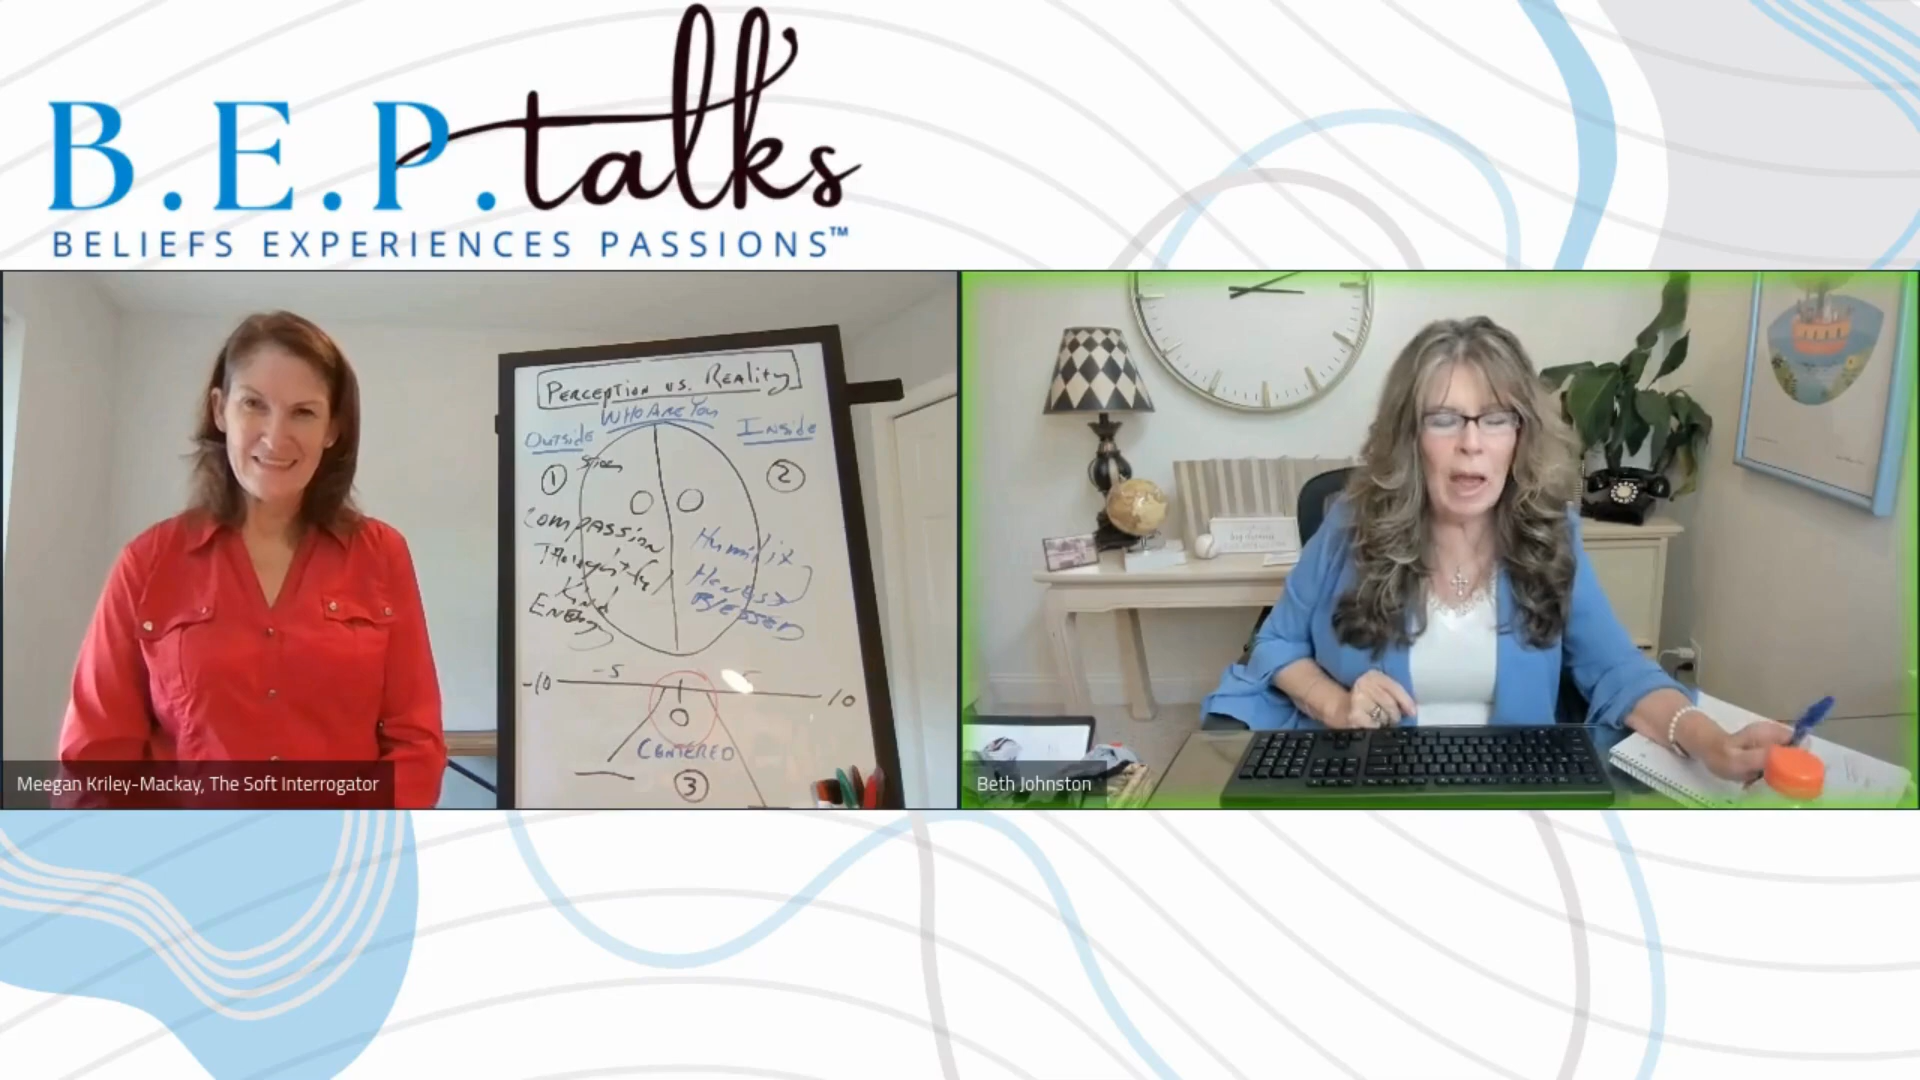 B.E.P. talks
BELIEFS EXPERIENCES PASSIONS™
PERCEPTION vs. REALITY
WHO ARE YOU
OUTSIDE
INSIDE
1
2
COMPASSION
KIND
ENERGY
BLESSED
-10
-5
10
0
CENTERED
3
Meegan Kriley-Mackay, The Soft Interrogator
Beth Johnston